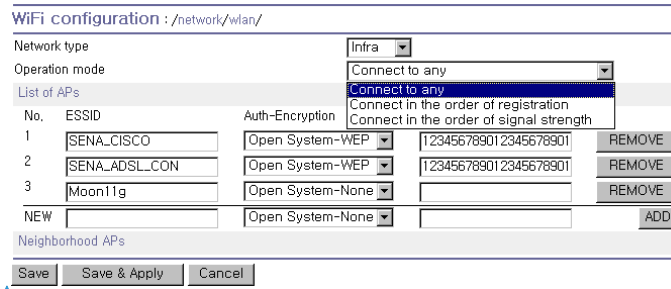 WiFi configuration : /network/wlan/
Network type Infra
Operation mode Connect to any
Connect to any
Connect in the order of registration
Connect in the order of signal strength
List of APs
No. ESSID Auth-Encryption
1 SENA_CISCO Open System-WEP 123456789012345678901 REMOVE
2 SENA_ADSL_CON Open System-WEP 123456789012345678901 REMOVE
3 Moon11g Open System-None REMOVE
NEW Open System-None ADD
Neighborhood APs
Save Save & Apply Cancel